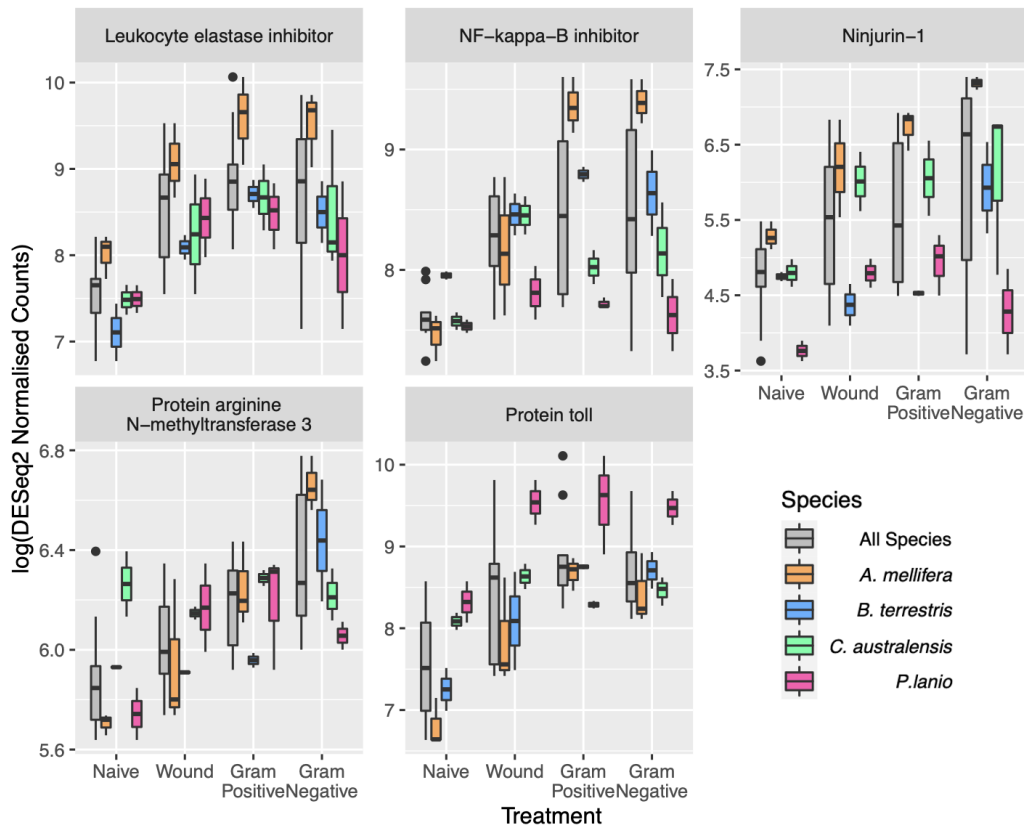 Leukocyte elastase inhibitor
NF−kappa−B inhibitor
Ninjurin−1
10
9
8
7
9
8
7.5
6.5
5.5
4.5
3.5
Naive
Wound
Gram
Positive
Gram
Negative
log(DESeq2 Normalised Counts)
Protein arginine
N−methyltransferase 3
Protein toll
6.8
6.4
6.0
5.6
10
9
8
7
Naive
Wound
Gram
Positive
Gram
Negative
Naive
Wound
Gram
Positive
Gram
Negative
Treatment
Species
All Species
A. mellifera
B. terrestris
C. australensis
P.lanio